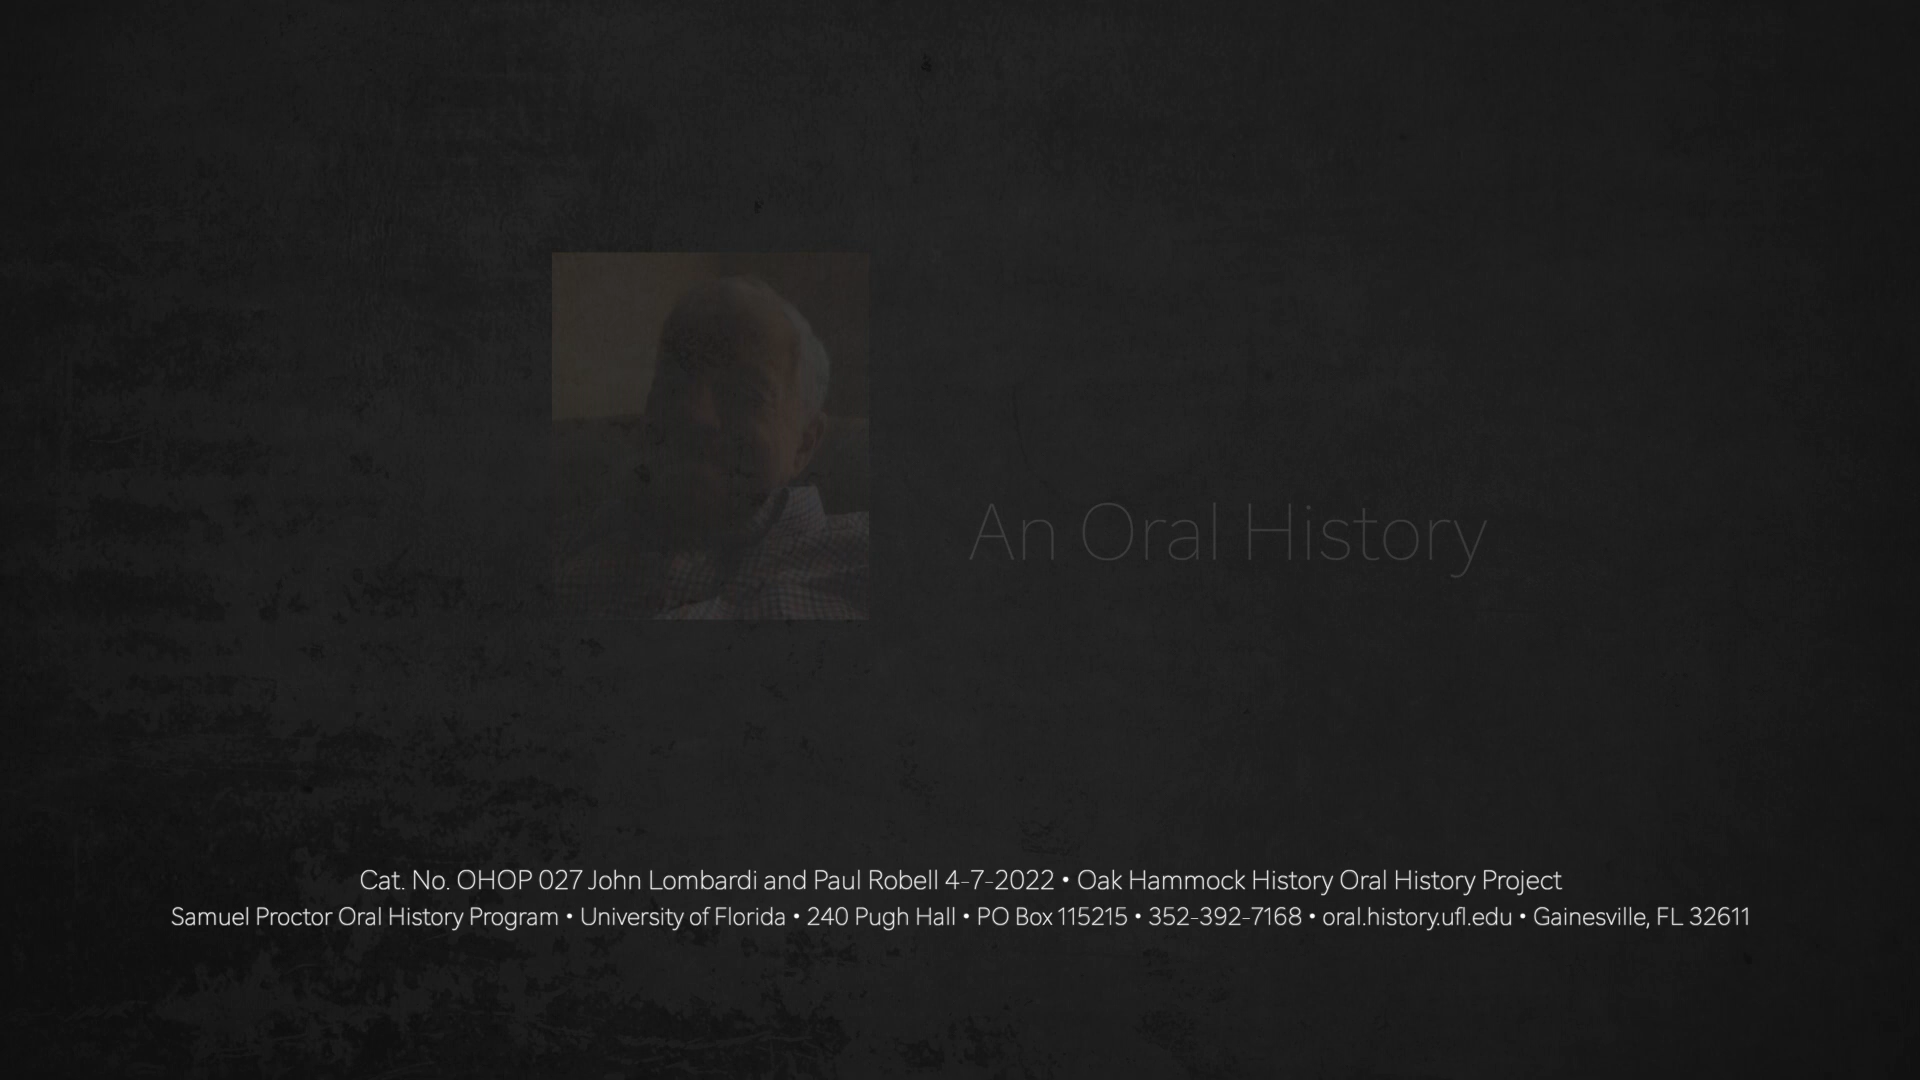 An Oral History
Cat. No. OHOP 027 John Lombardi and Paul Robell 4-7-2022 • Oak Hammock History Oral History Project
Samuel Proctor Oral History Program • University of Florida • 240 Pugh Hall • PO Box 115215 • 352-392-7168 • oral.history.ufl.edu • Gainesville, FL 32611